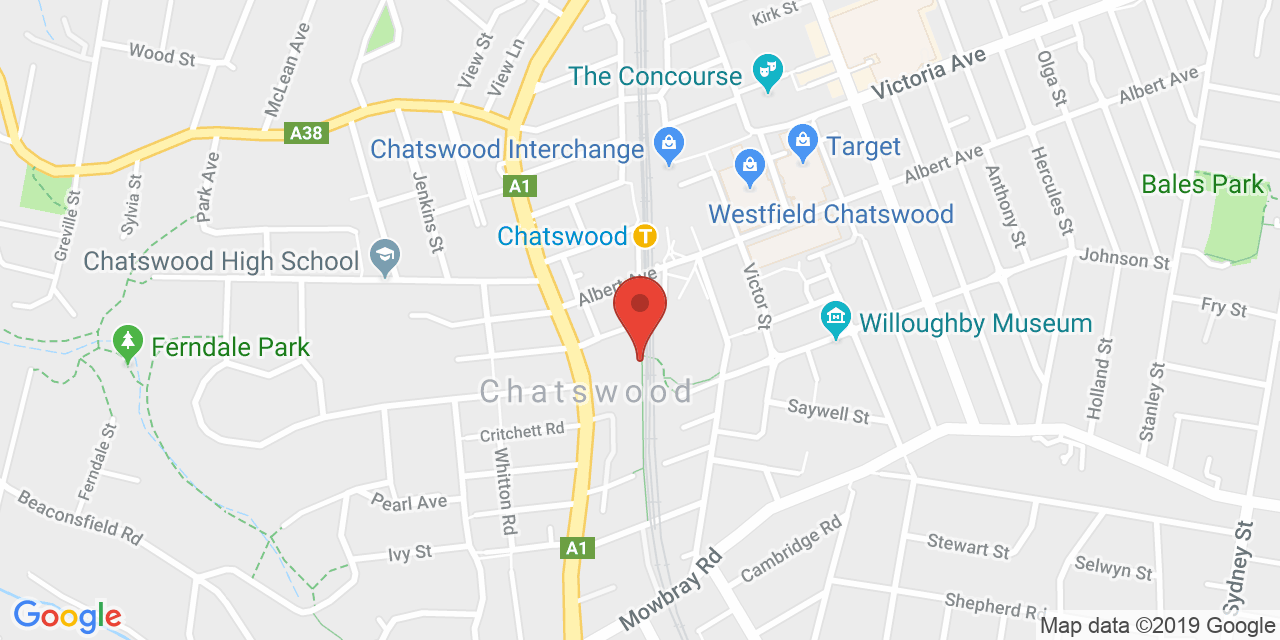 Kirk St
Wood St
McLean Ave
View St
View Ln
The Concourse
Victoria Ave
Olga St
Albert Ave
A38
Chatswood Interchange
Target
Albert Ave
Hercules St
Anthony St
Bales Park
A1
Jenkins St
Park Ave
Sylvia St
Greville St
Westfield Chatswood
Chatswood
T
Chatswood High School
Johnson St
Albert Ave
Victor St
Fry St
Willoughby Museum
Ferndale Park
Chatswood
Holland St
Stanley St
Saywell St
Critchett Rd
Whitton Rd
Ferndale St
Pearl Ave
Beaconsfield Rd
Ivy St
A1
Mowbray Rd
Cambridge Rd
Stewart St
Selwyn St
Sydney St
Shepherd Rd
Google
Map data ©2019 Google